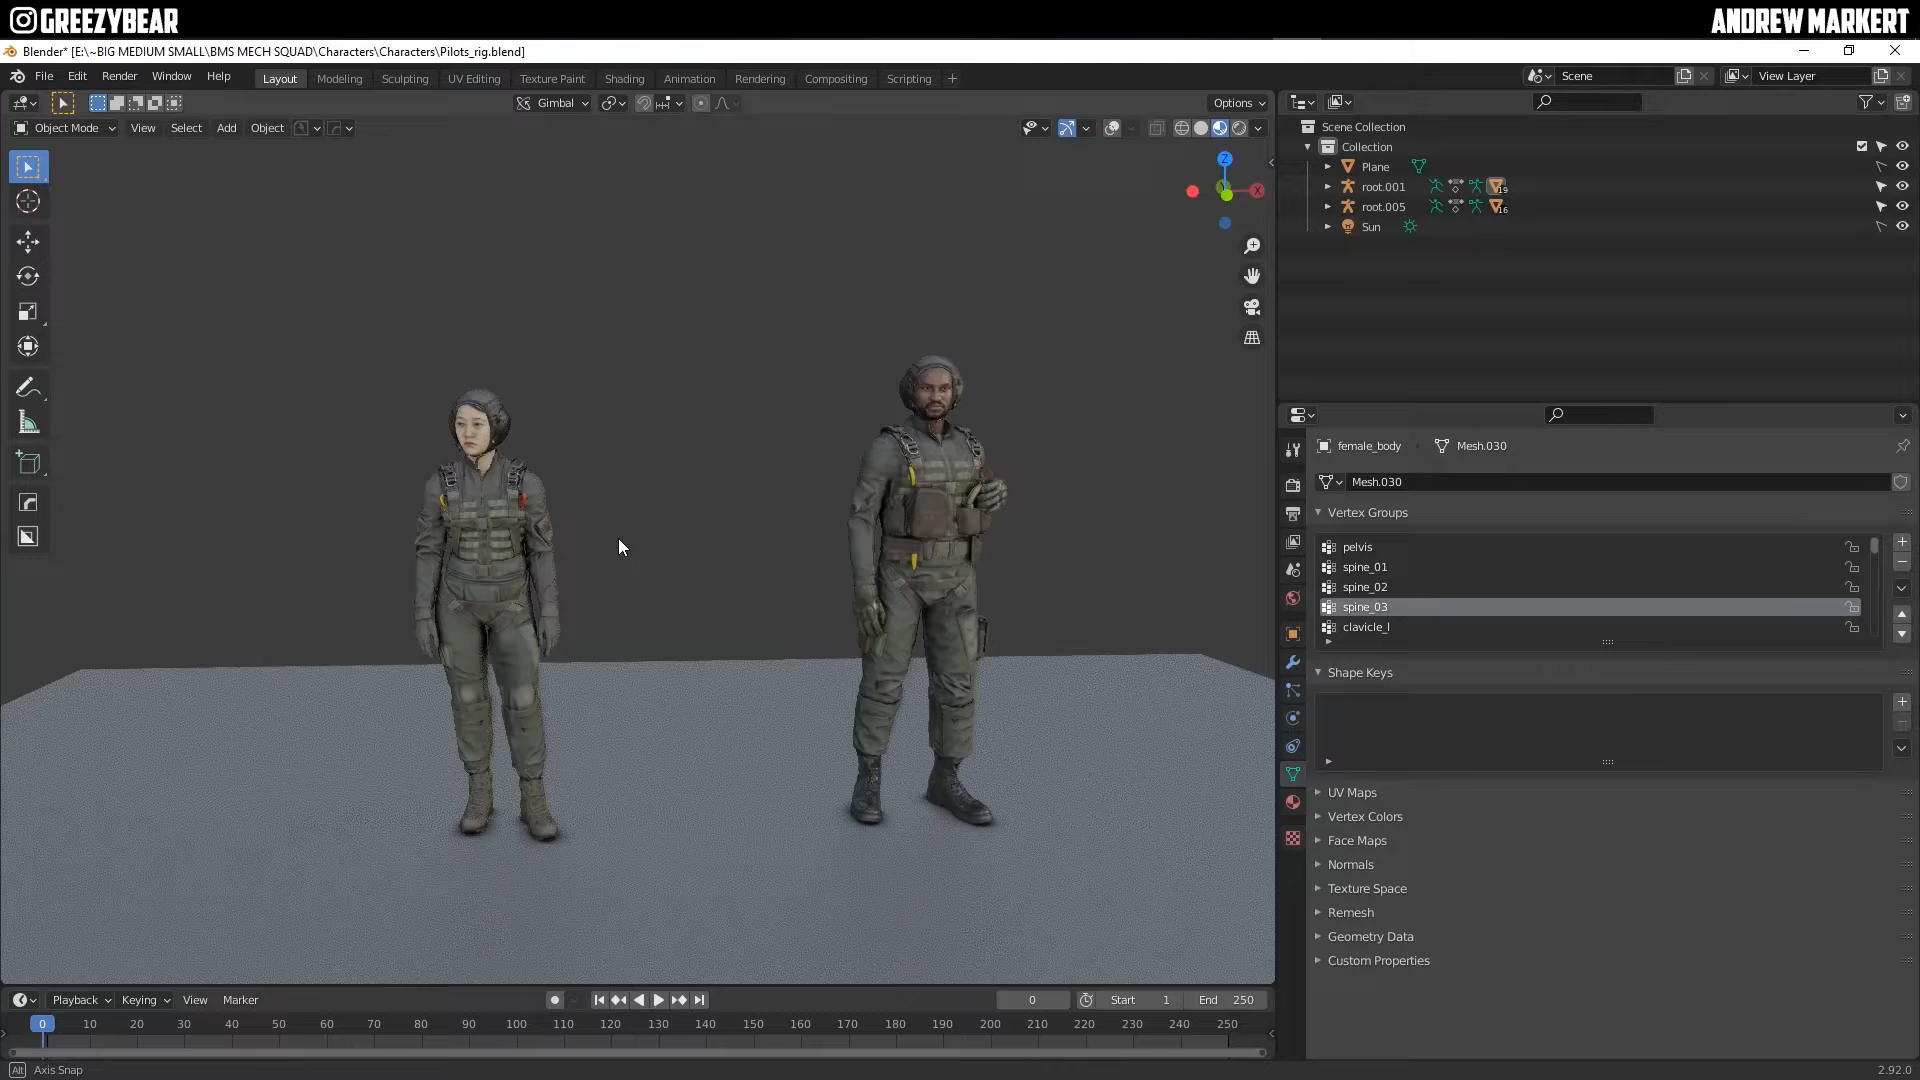 GREEZYBEAR
ANDREW MARKERT
Blender* [E:\~BIG MEDIUM SMALL\BMS MECH SQUAD\Characters\Characters\Pilots_rig.blend]
File Edit Render Window Help Layout Modeling Sculpting UV Editing Texture Paint Shading Animation Rendering Compositing Scripting Scene View Layer
Gimbal Options
Object Mode View Select Add Object
Z
X
Scene Collection
Collection
Plane
root.001 19
root.005 16
Sun
female_body Mesh.030
Mesh.030
Vertex Groups
pelvis
spine_01
spine_02
spine_03
clavicle_l
Shape Keys
UV Maps
Vertex Colors
Face Maps
Normals
Texture Space
Remesh
Geometry Data
Custom Properties
Playback Keying View Marker 0 Start 1 End 250
0 10 20 30 40 50 60 70 80 90 100 110 120 130 140 150 160 170 180 190 200 210 220 230 240 250
Alt Axis Snap
2.92.0